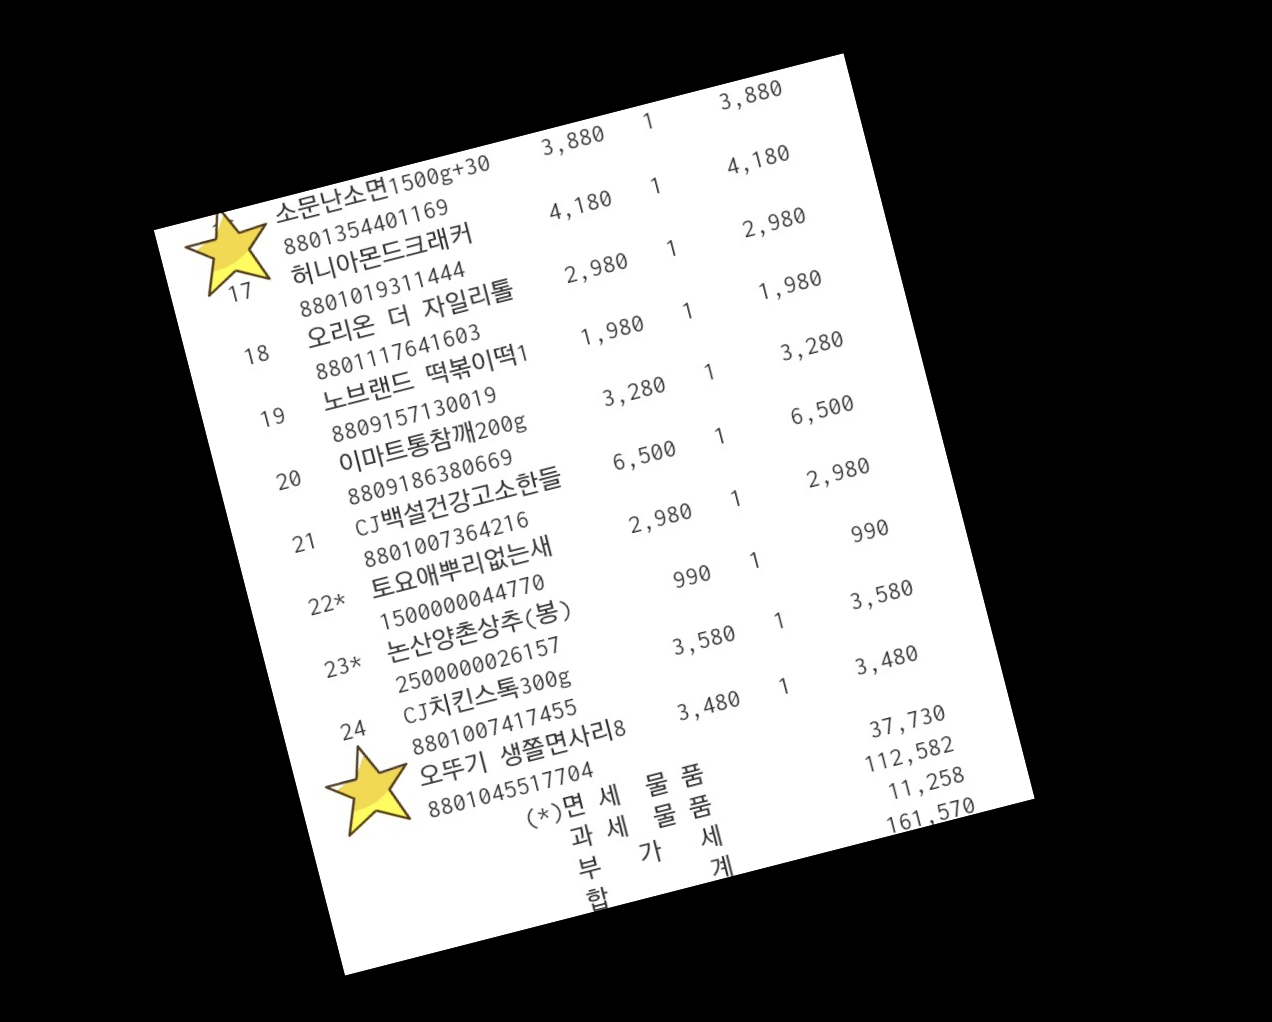 소문난소면1500g+30 3,880 1 3,880
8801354401169
17 허니아몬드크래커 4,180 1 4,180
8801019311444
18 오리온 더 자일리톨 2,980 1 2,980
8801117641603
19 노브랜드 떡볶이떡1 1,980 1 1,980
8809157130019
20 이마트통참깨200g 3,280 1 3,280
8809186380669
21 CJ백설건강고소한들 6,500 1 6,500
8801007364216
22* 토요애뿌리없는새 2,980 1 2,980
1500000044770
23* 논산양촌상추(봉) 990 1 990
2500000026157
24 CJ치킨스톡300g 3,580 1 3,580
8801007417455
오뚜기 생쫄면사리8 3,480 1 3,480
8801045517704
(*)면 세 물 품 37,730
과 세 물 품 112,582
부 가 세 11,258
합 계 161,570